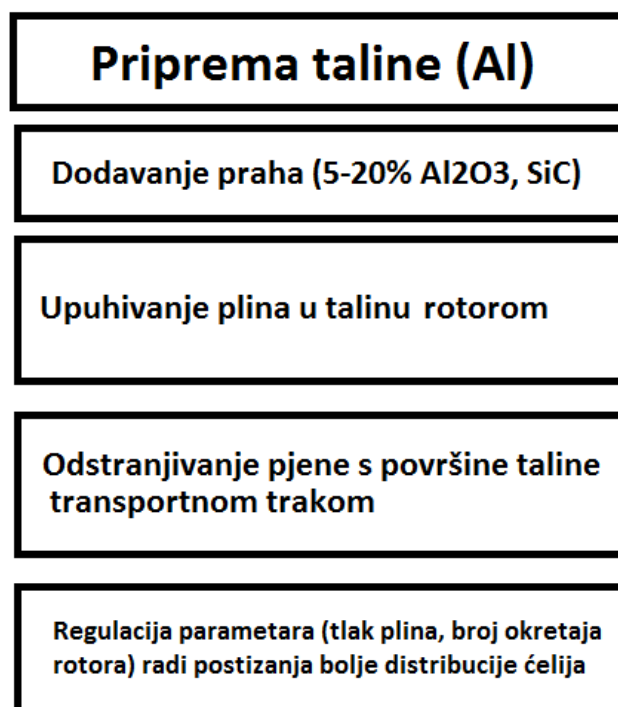 Priprema taline (Al)
Dodavanje praha (5-20% Al2O3, SiC)
Upuhivanje plina u talinu rotorom
Odstranjivanje pjene s površine taline
transportnom trakom
Regulacija parametara (tlak plina, broj okretaja
rotora) radi postizanja bolje distribucije ćelija